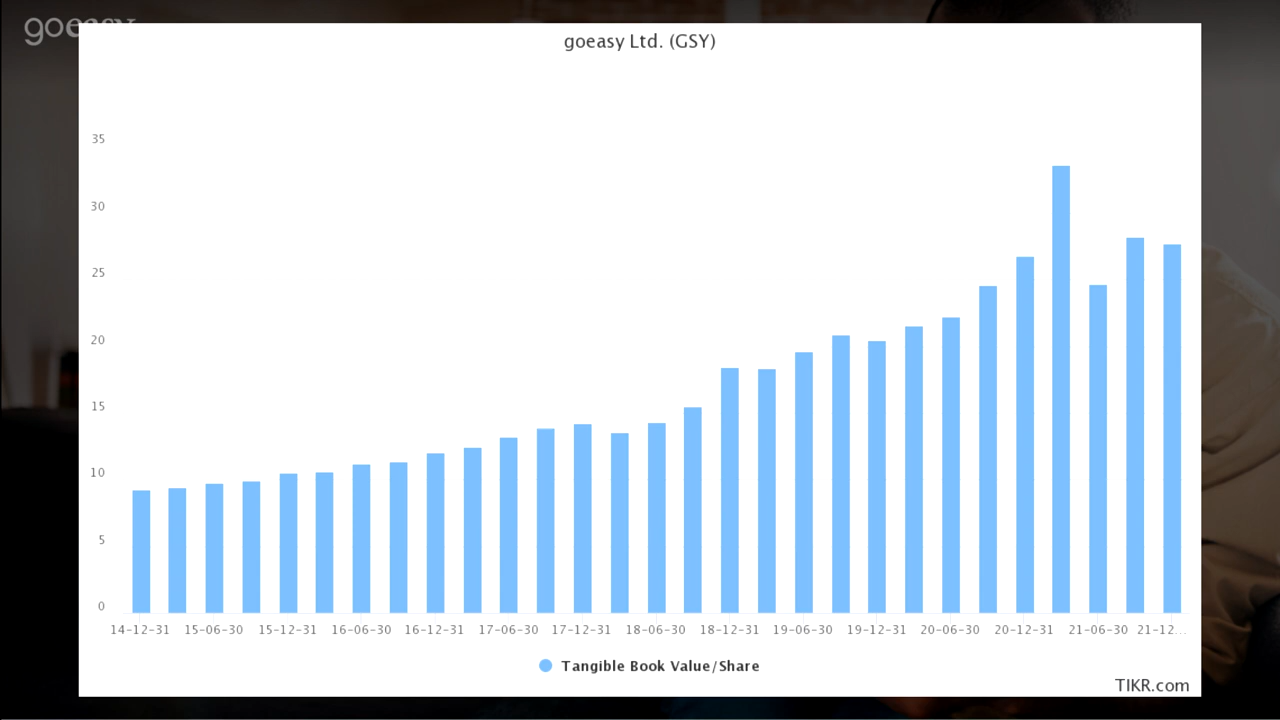 goeasy
goeasy Ltd. (GSY)
35
30
25
20
15
10
5
0
14-12-31 15-06-30 15-12-31 16-06-30 16-12-31 17-06-30 17-12-31 18-06-30 18-12-31 19-06-30 19-12-31 20-06-30 20-12-31 21-06-30 21-12...
Tangible Book Value/Share
TIKR.com